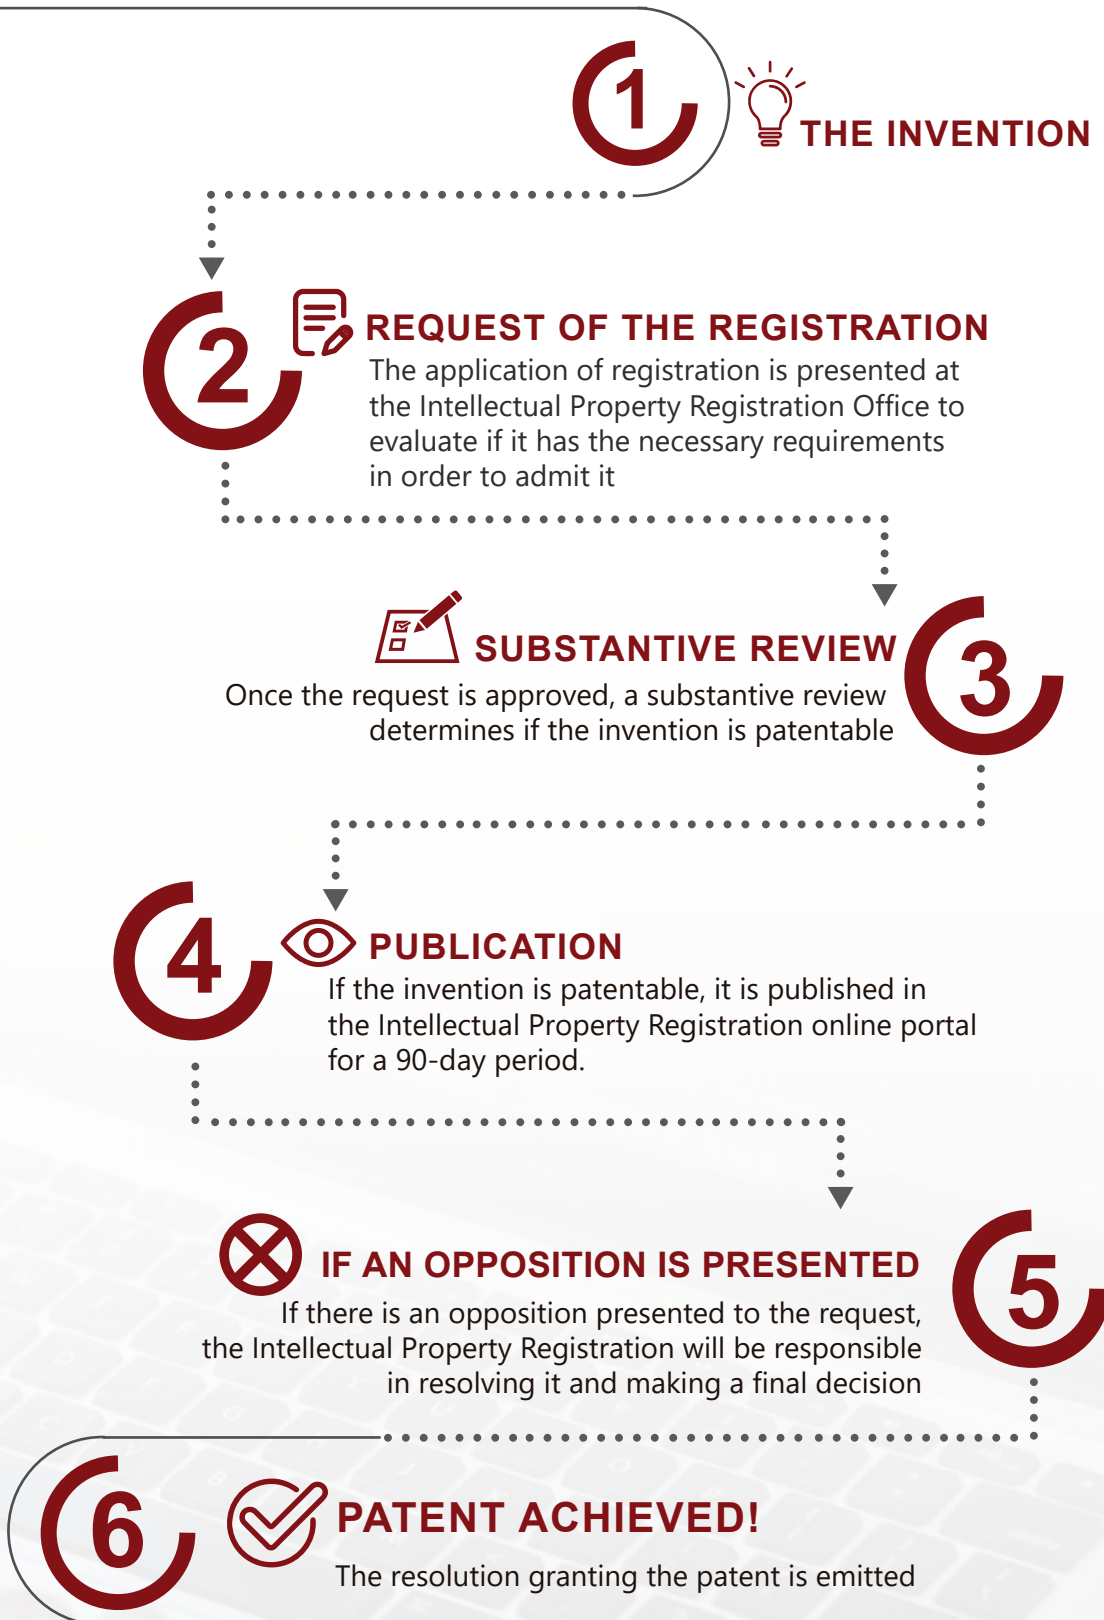 1
THE INVENTION
2
REQUEST OF THE REGISTRATION
The application of registration is presented at
the Intellectual Property Registration Office to
evaluate if it has the necessary requirements
in order to admit it
SUBSTANTIVE REVIEW
3
Once the request is approved, a substantive review
determines if the invention is patentable
4
PUBLICATION
If the invention is patentable, it is published in
the Intellectual Property Registration online portal
for a 90-day period.
IF AN OPPOSITION IS PRESENTED
5
If there is an opposition presented to the request,
the Intellectual Property Registration will be responsible
in resolving it and making a final decision
6
PATENT ACHIEVED!
The resolution granting the patent is emitted